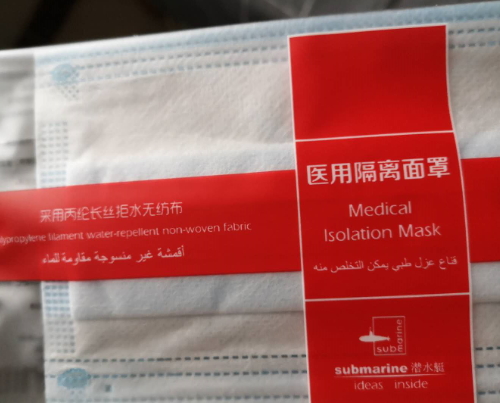 采用丙纶长丝拒水无纺布
lypropylene filament water-repellent non-woven fabric
أقمشة غير منسوجة مقاومة للماء
医用隔离面罩
Medical
Isolation Mask
قناع عزل طبي يمكن التخلص منه
submarine
submarine 潜水艇
ideas inside